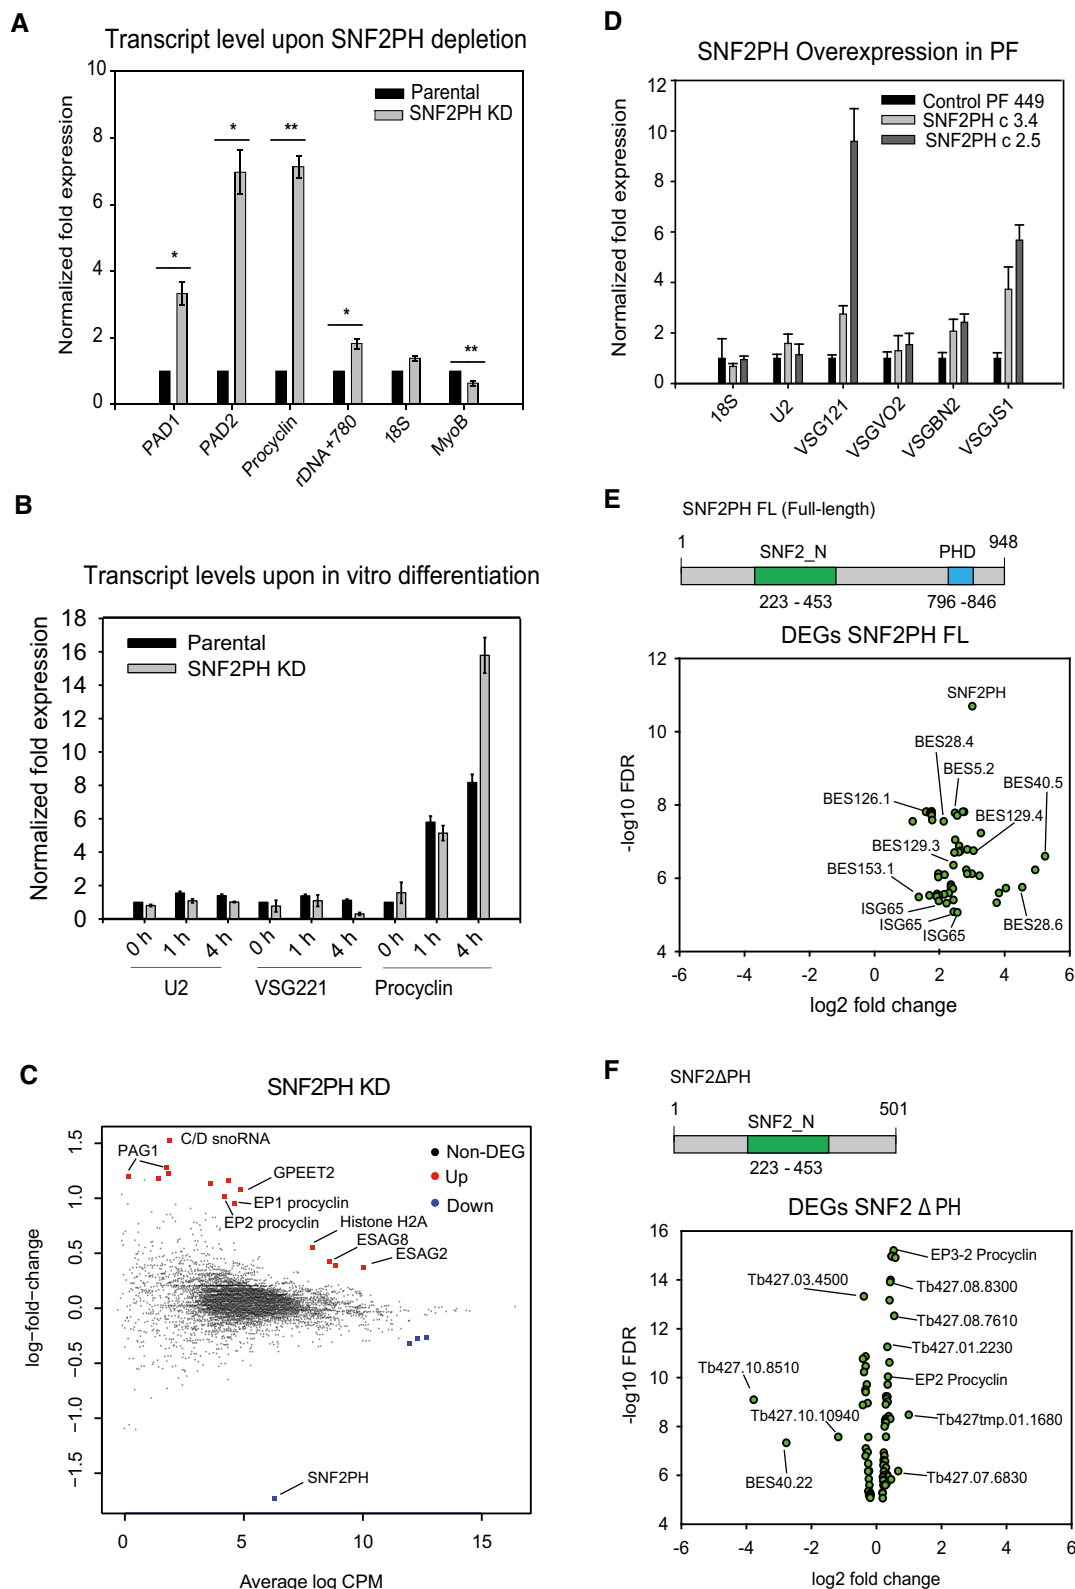 A
Transcript level upon SNF2PH depletion
Normalized fold expression
10
8
6
4
2
0
Parental
SNF2PH KD
*
*
**
*
**
PAD1
PAD2
Procyclin
rDNA+780
18S
MyoB
B
Transcript levels upon in vitro differentiation
Normalized fold expression
18
16
14
12
10
8
6
4
2
0
Parental
SNF2PH KD
0 h
1 h
4 h
0 h
1 h
4 h
0 h
1 h
4 h
U2
VSG221
Procyclin
C
SNF2PH KD
log-fold-change
1.5
1.0
0.5
0.0
−0.5
−1.0
−1.5
PAG1
C/D snoRNA
GPEET2
EP1 procyclin
EP2 procyclin
Histone H2A
ESAG8
ESAG2
SNF2PH
Non-DEG
Up
Down
0
5
10
15
Average log CPM
D
SNF2PH Overexpression in PF
Normalized fold expression
12
10
8
6
4
2
0
Control PF 449
SNF2PH c 3.4
SNF2PH c 2.5
18S
U2
VSG121
VSGVO2
VSGBN2
VSGJS1
E
SNF2PH FL (Full-length)
1
SNF2_N
PHD
948
223 - 453
796 -846
DEGs SNF2PH FL
-log10 FDR
12
10
8
6
4
SNF2PH
BES28.4
BES5.2
BES40.5
BES126.1
BES129.4
BES129.3
BES153.1
ISG65
ISG65
ISG65
BES28.6
-6
-4
-2
0
2
4
6
log2 fold change
F
SNF2ΔPH
1
SNF2_N
501
223 - 453
DEGs SNF2 Δ PH
-log10 FDR
16
14
12
10
8
6
4
EP3-2 Procyclin
Tb427.03.4500
Tb427.08.8300
Tb427.08.7610
Tb427.01.2230
Tb427.10.8510
EP2 Procyclin
Tb427.10.10940
Tb427tmp.01.1680
BES40.22
Tb427.07.6830
-6
-4
-2
0
2
4
6
log2 fold change